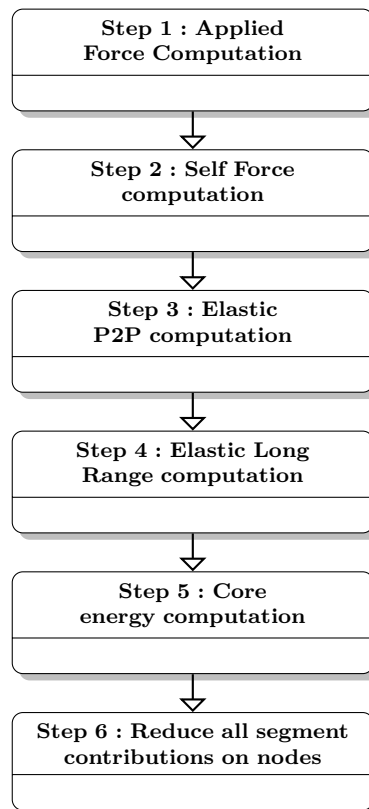 Step 1 : Applied
Force Computation
Step 2 : Self Force
computation
Step 3 : Elastic
P2P computation
Step 4 : Elastic Long
Range computation
Step 5 : Core
energy computation
Step 6 : Reduce all segment
contributions on nodes